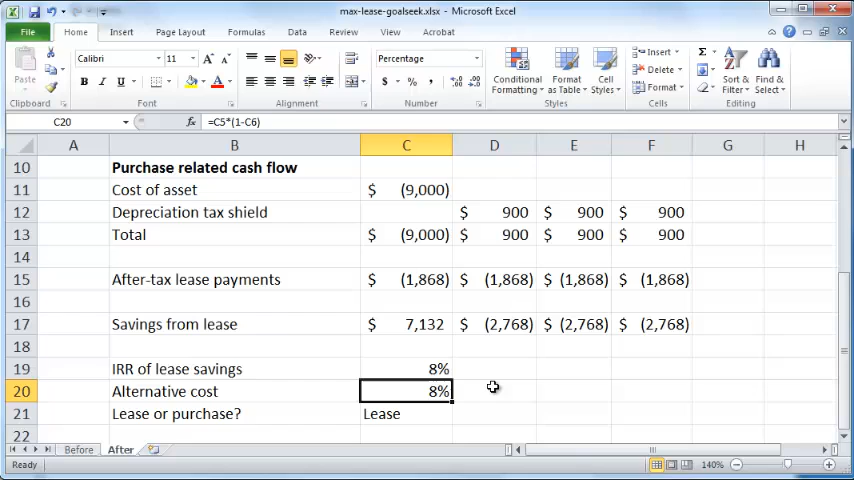 max-lease-goalseek.xlsx - Microsoft Excel
File Home Insert Page Layout Formulas Data Review View Acrobat
Paste
Calibri 11 A A
B I U A
Percentage
$ % ,
Conditional Formatting
Format as Table
Cell Styles
Insert
Delete
Format
Σ
Sort & Filter
Find & Select
Clipboard Font Alignment Number Styles Cells Editing
C20 fx =C5*(1-C6)
A B C D E F G H
10 Purchase related cash flow
11 Cost of asset $ (9,000)
12 Depreciation tax shield $ 900 $ 900 $ 900
13 Total $ (9,000) $ 900 $ 900 $ 900
14
15 After-tax lease payments $ (1,868) $ (1,868) $ (1,868) $ (1,868)
16
17 Savings from lease $ 7,132 $ (2,768) $ (2,768) $ (2,768)
18
19 IRR of lease savings 8%
20 Alternative cost 8%
21 Lease or purchase? Lease
22
Before After
Ready 140%